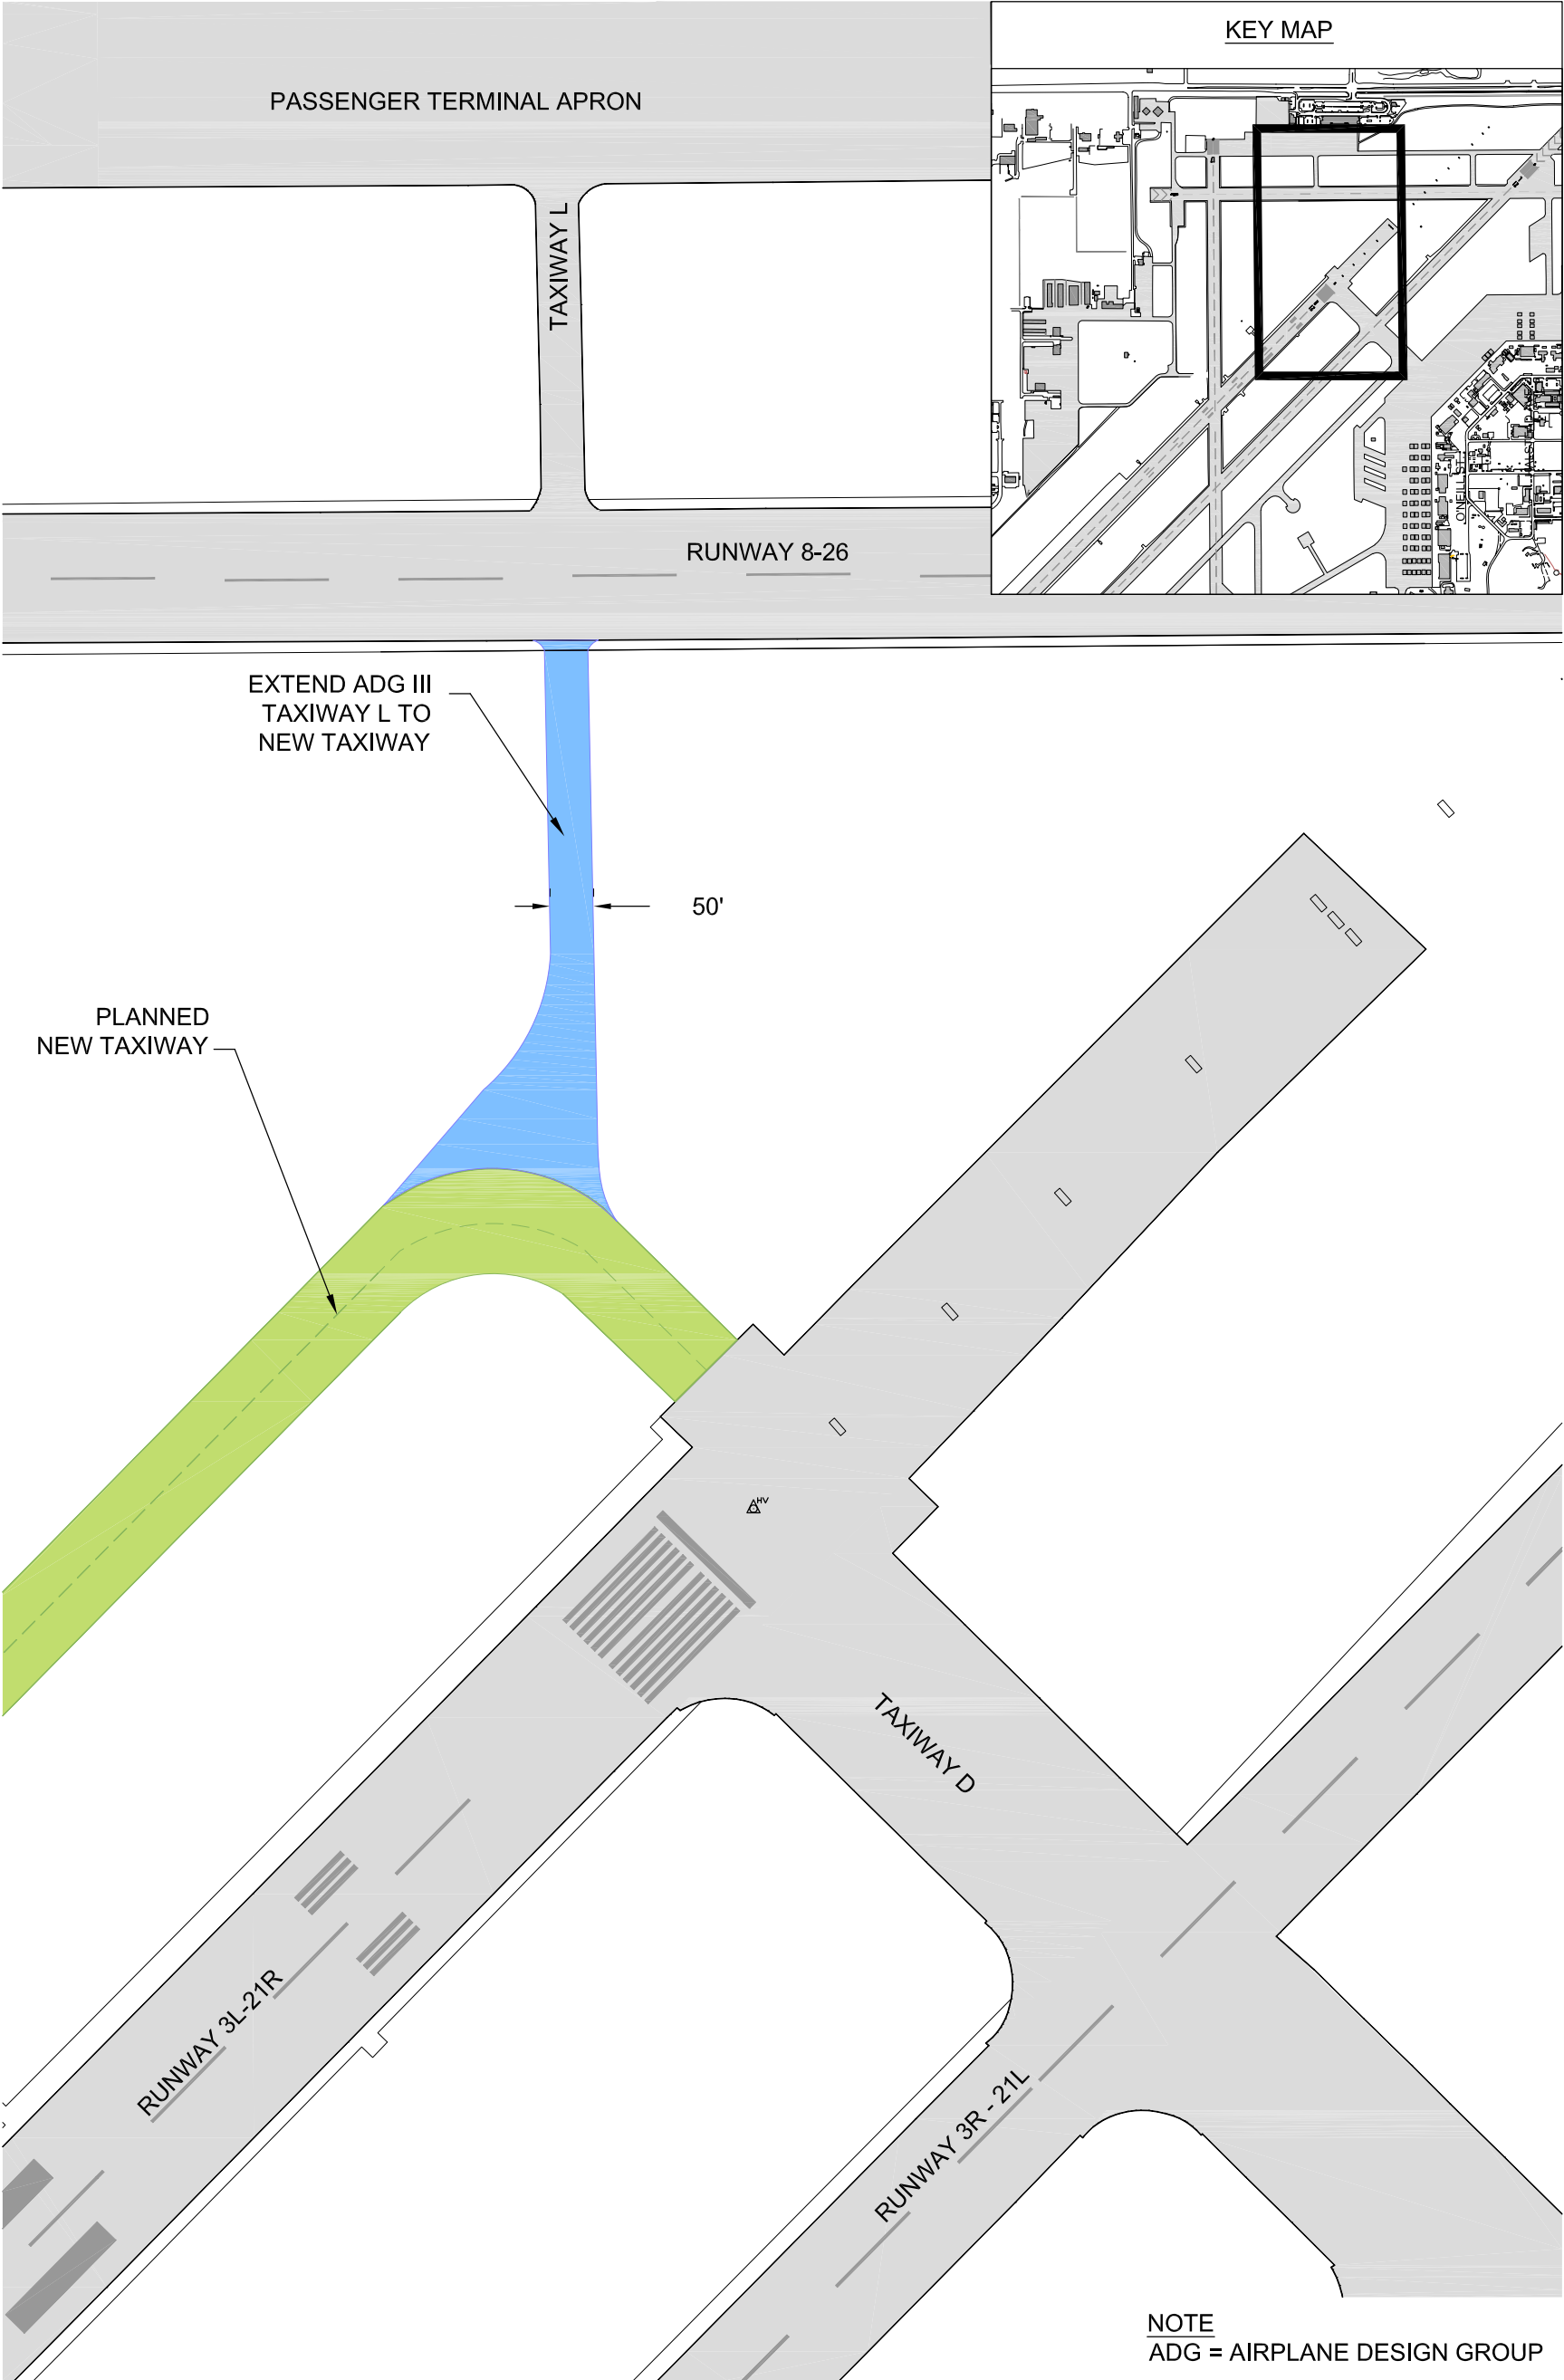 KEY MAP
PASSENGER TERMINAL APRON
TAXIWAY L
RUNWAY 8-26
EXTEND ADG III
TAXIWAY L TO
NEW TAXIWAY
50'
PLANNED
NEW TAXIWAY
HV
TAXIWAY D
RUNWAY 3L-21R
RUNWAY 3R - 21L
NOTE
ADG = AIRPLANE DESIGN GROUP